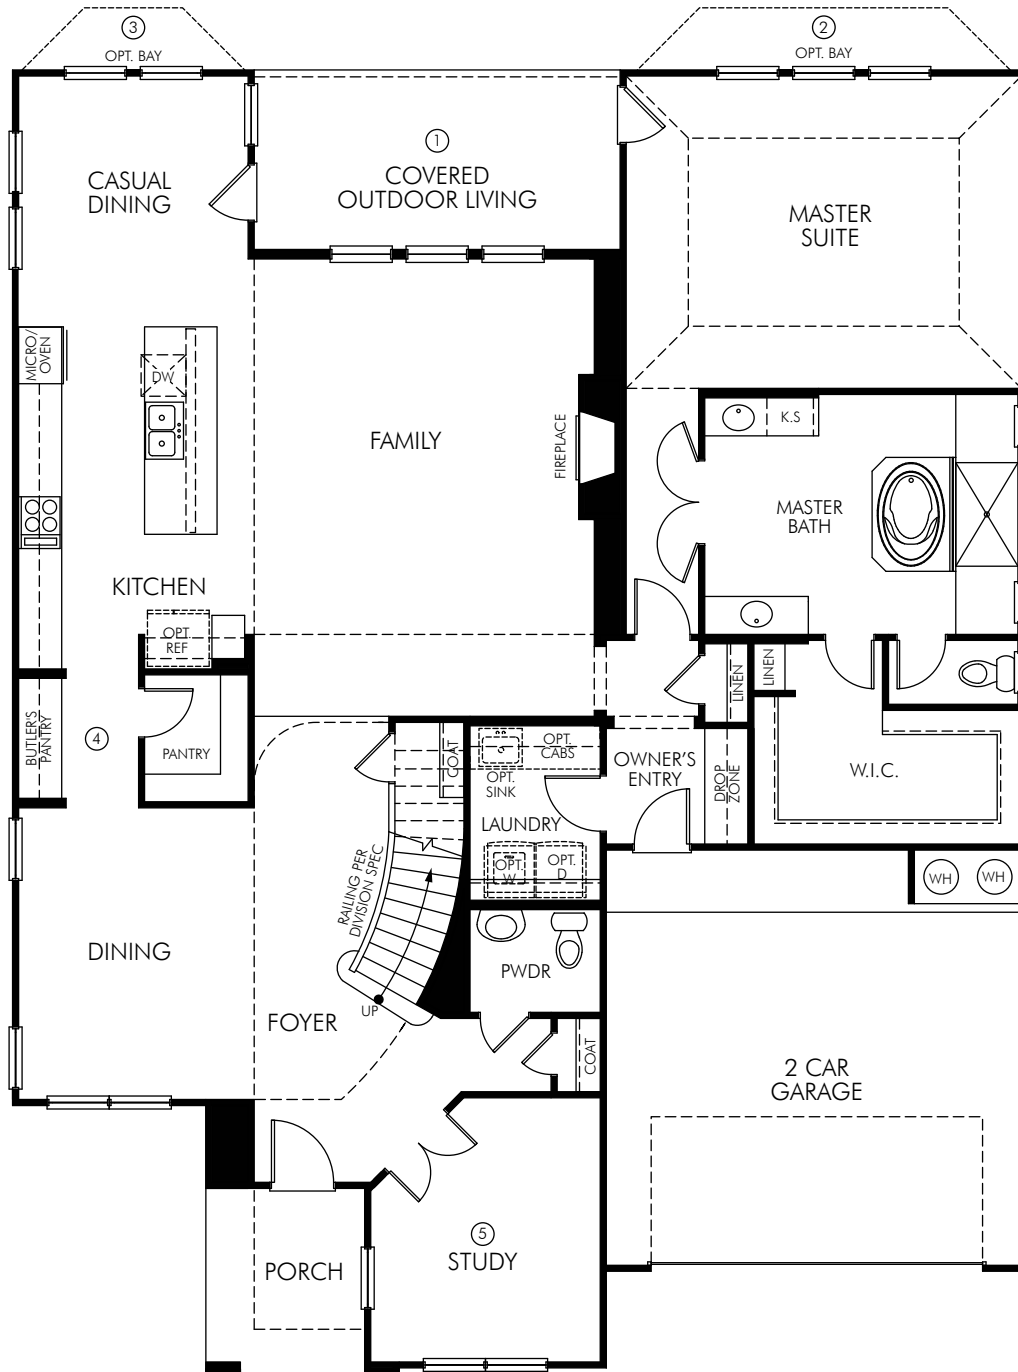 3
OPT. BAY
2
OPT. BAY
1
COVERED
OUTDOOR LIVING
CASUAL
DINING
MASTER
SUITE
MICRO/
OVEN
DW
K.S
FAMILY
FIREPLACE
MASTER
BATH
KITCHEN
OPT.
REF
LINEN
LINEN
BUTLER'S
PANTRY
4
PANTRY
COAT
OPT.
CABS
OPT.
SINK
OWNER'S
ENTRY
DROP
ZONE
W.I.C.
LAUNDRY
OPT.
W
OPT.
D
WH
WH
RAILING PER
DIVISION SPEC
DINING
PWDR
UP
FOYER
COAT
2 CAR
GARAGE
5
STUDY
PORCH